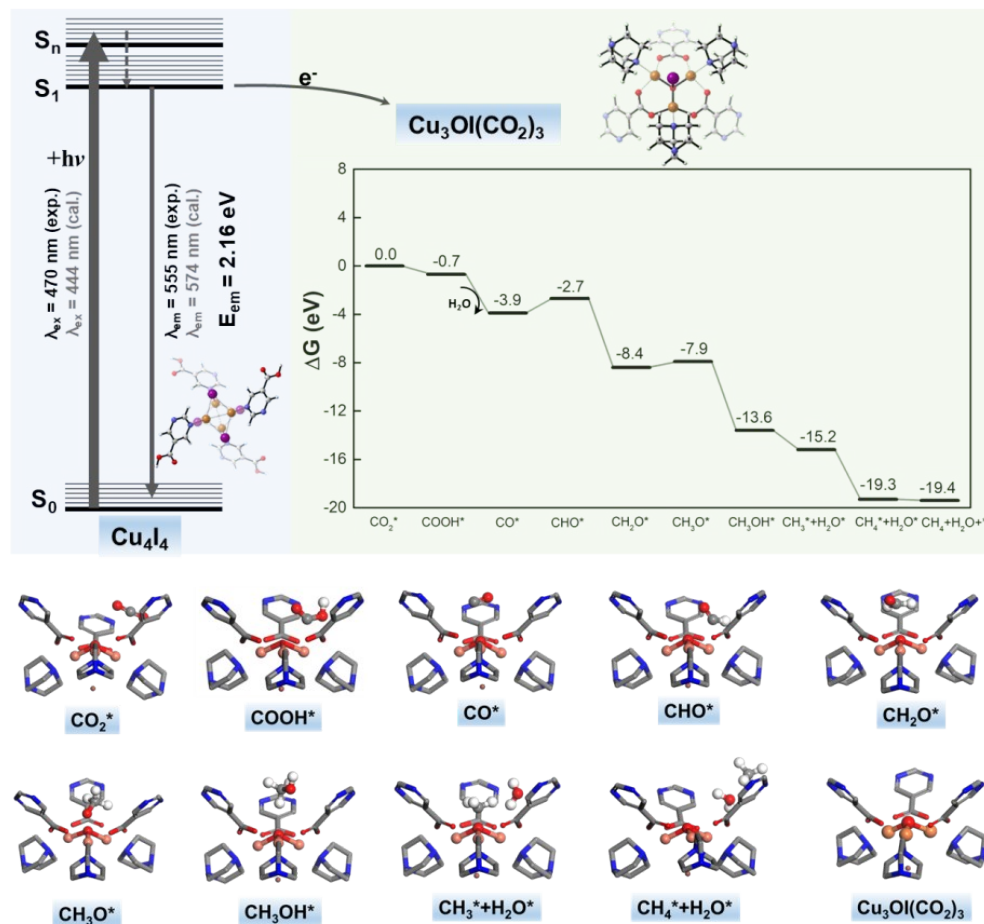 Sₙ
S₁
+hν
λₑₓ = 470 nm (exp.)
λₑₓ = 444 nm (cal.)
λₑₘ = 555 nm (exp.)
λₑₘ = 574 nm (cal.)
Eₑₘ = 2.16 eV
S₀
Cu₄I₄
e⁻
Cu₃OI(CO₂)₃
ΔG (eV)
8
4
0
-4
-8
-12
-16
-20
0.0
-0.7
H₂O
-3.9
-2.7
-8.4
-7.9
-13.6
-15.2
-19.3
-19.4
CO₂* COOH* CO* CHO* CH₂O* CH₃O* CH₃OH* CH₃*+H₂O* CH₄*+H₂O* CH₄+H₂O+*
CO₂* COOH* CO* CHO* CH₂O*
CH₃O* CH₃OH* CH₃*+H₂O* CH₄*+H₂O* Cu₃OI(CO₂)₃